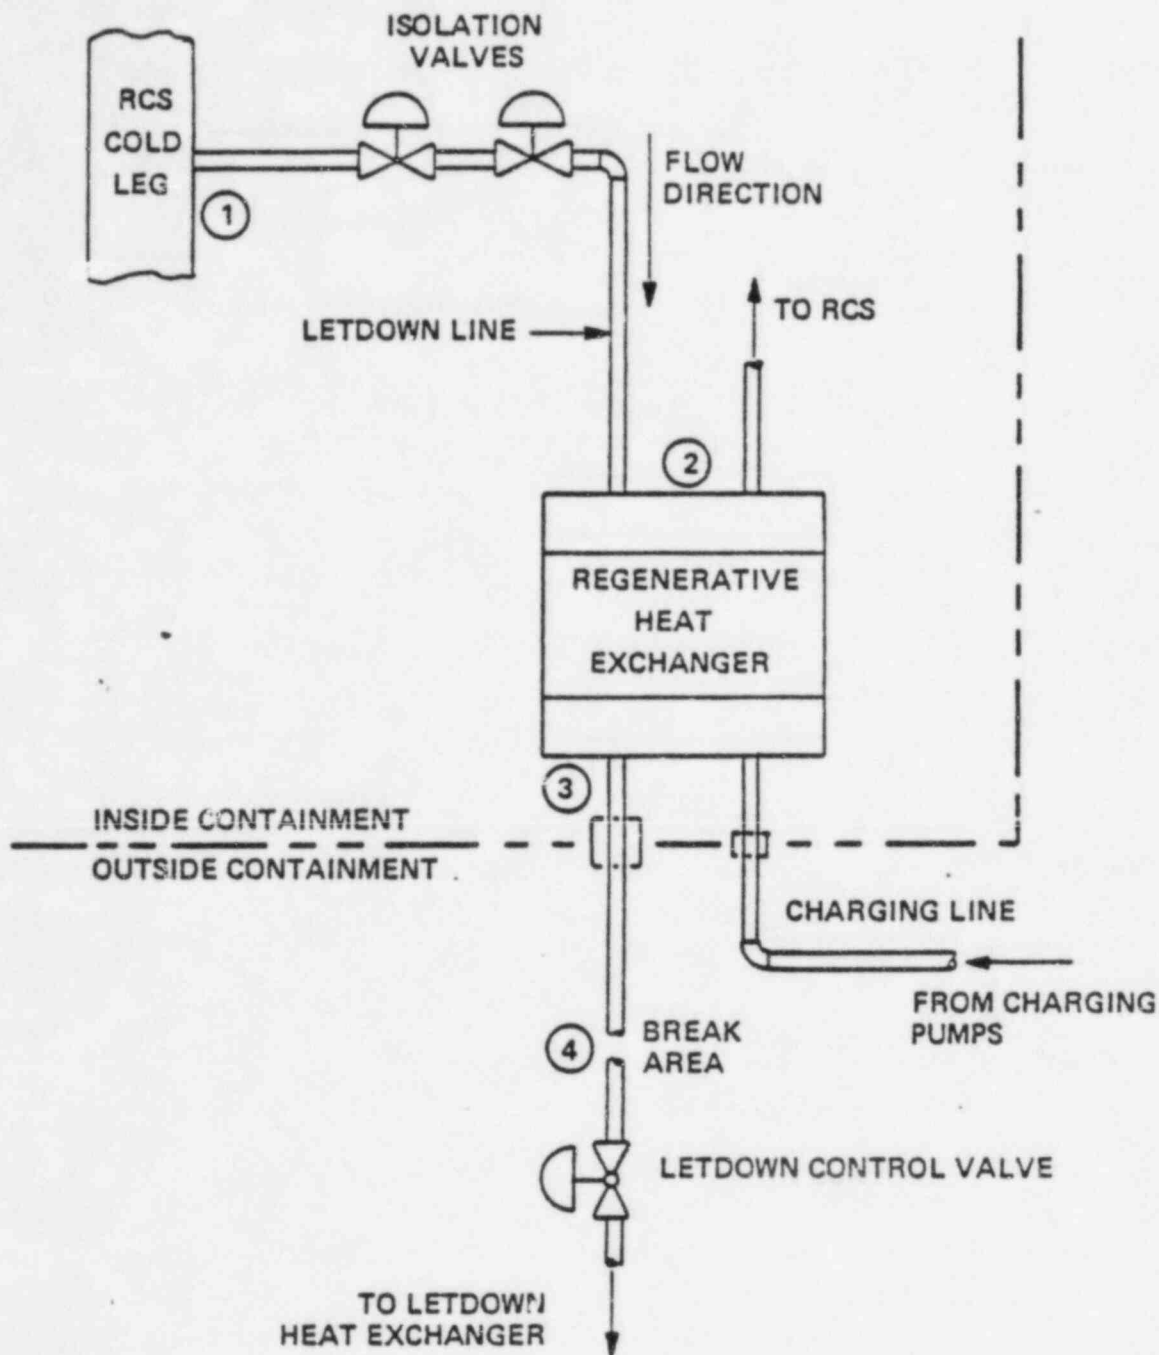 ISOLATION
VALVES
RCS
COLD
LEG
1
FLOW
DIRECTION
TO RCS
LETDOWN LINE
2
REGENERATIVE
HEAT
EXCHANGER
3
INSIDE CONTAINMENT
OUTSIDE CONTAINMENT
CHARGING LINE
FROM CHARGING
PUMPS
4
BREAK
AREA
LETDOWN CONTROL VALVE
TO LETDOWN
HEAT EXCHANGER